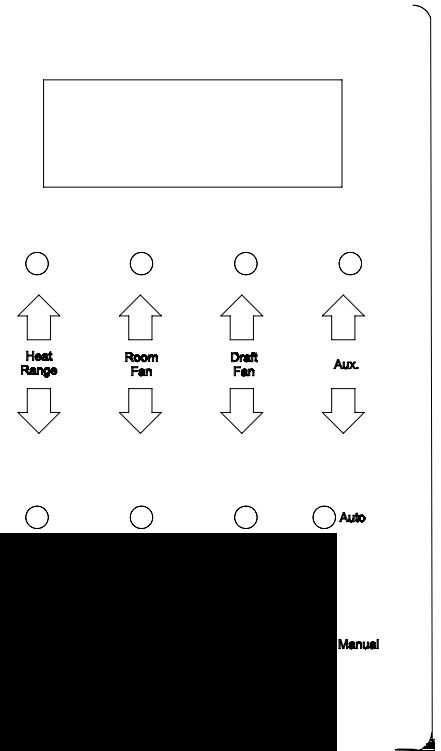 Heat
Range
Room
Fan
Draft
Fan
Aux.
Auto
Manual